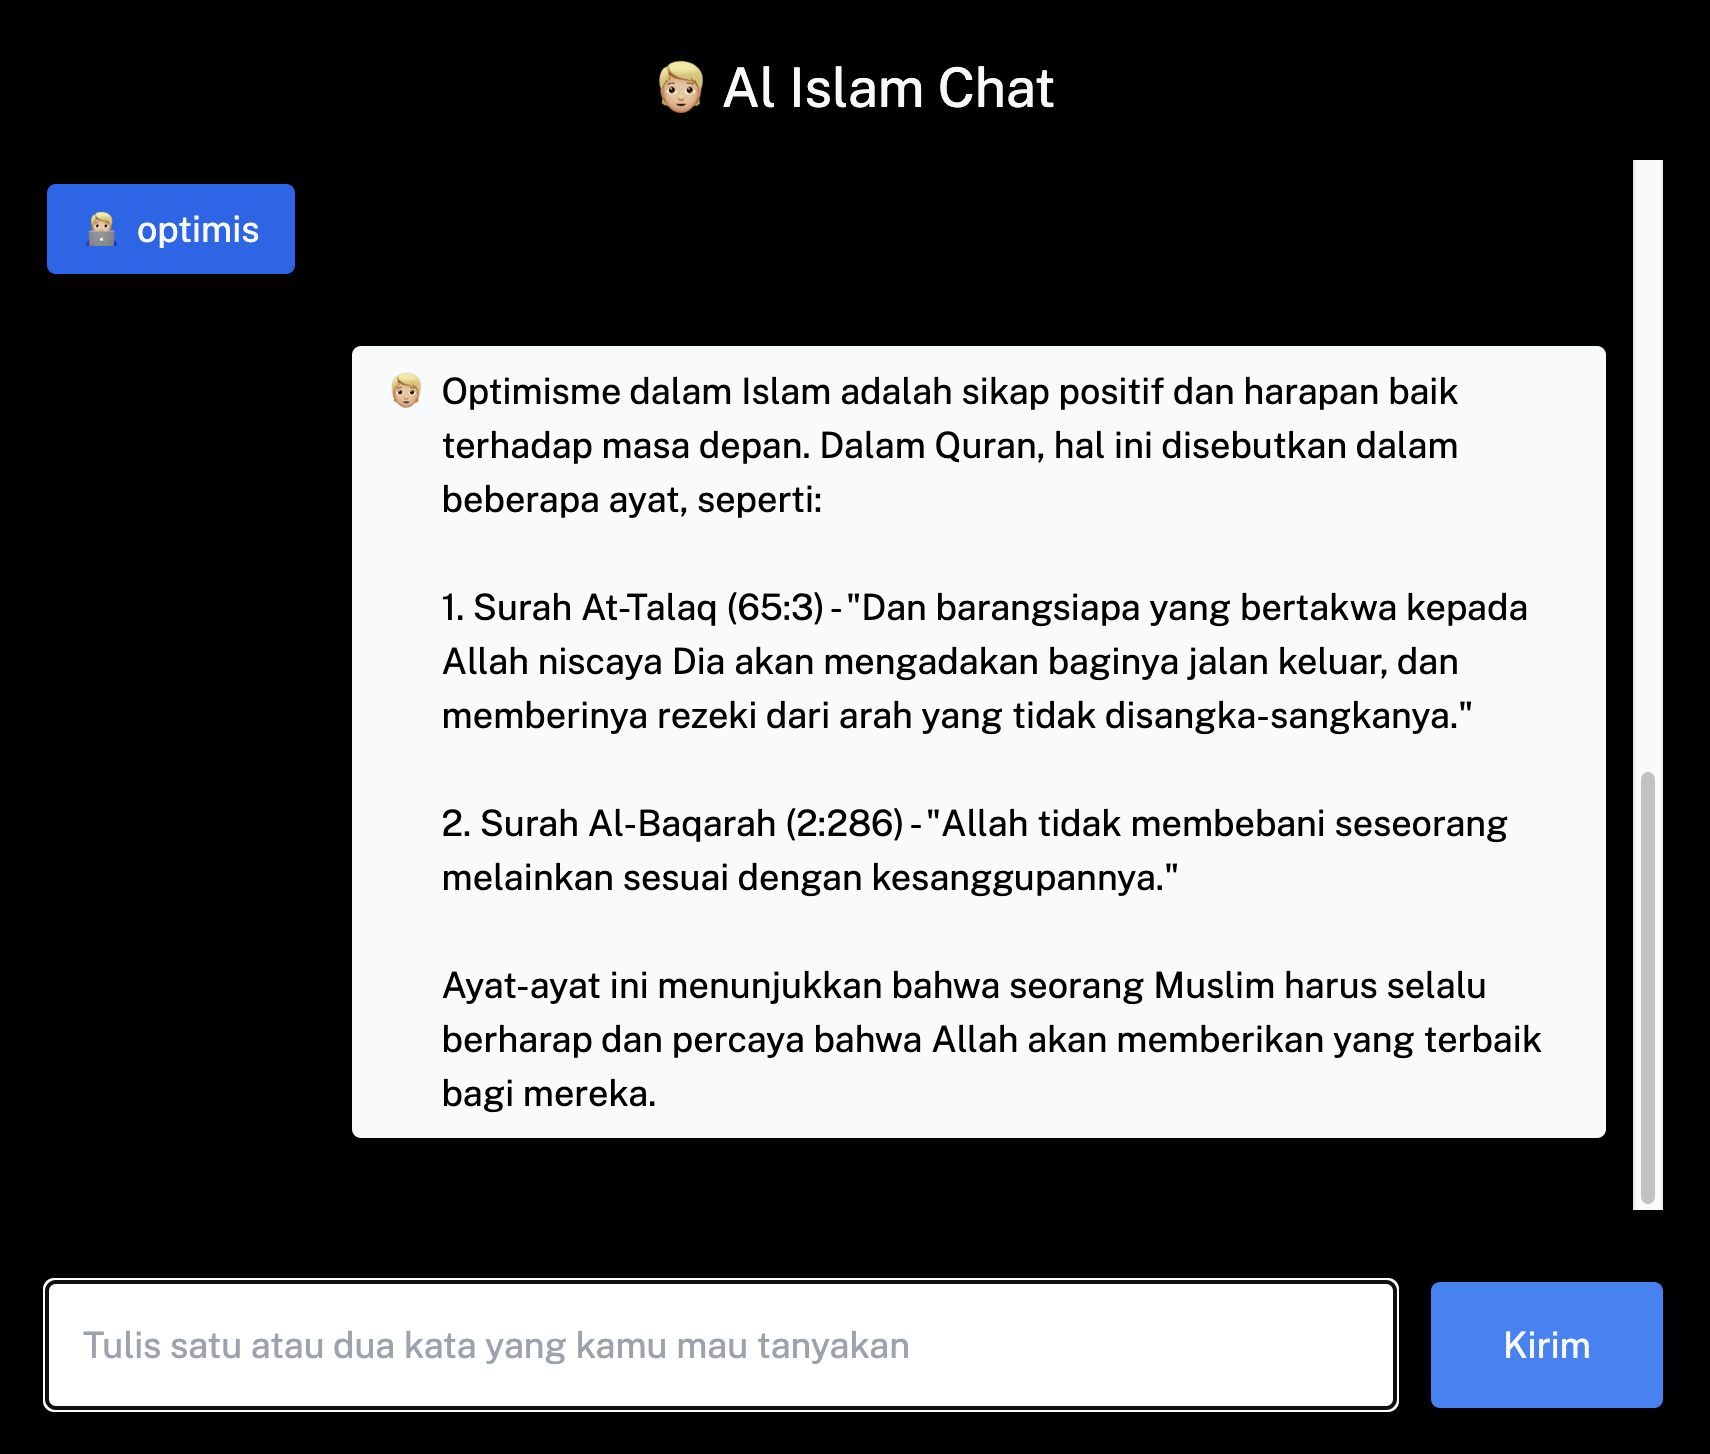 Al Islam Chat
optimis
Optimisme dalam Islam adalah sikap positif dan harapan baik
terhadap masa depan. Dalam Quran, hal ini disebutkan dalam
beberapa ayat, seperti:
1. Surah At-Talaq (65:3) - "Dan barangsiapa yang bertakwa kepada
Allah niscaya Dia akan mengadakan baginya jalan keluar, dan
memberinya rezeki dari arah yang tidak disangka-sangkanya."
2. Surah Al-Baqarah (2:286) - "Allah tidak membebani seseorang
melainkan sesuai dengan kesanggupannya."
Ayat-ayat ini menunjukkan bahwa seorang Muslim harus selalu
berharap dan percaya bahwa Allah akan memberikan yang terbaik
bagi mereka.
Tulis satu atau dua kata yang kamu mau tanyakan
Kirim